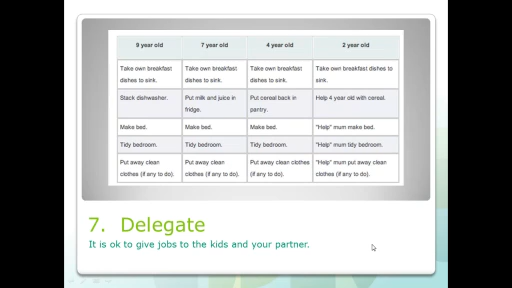 9 year old 7 year old 4 year old 2 year old
Take own breakfast Take own breakfast Take own breakfast Take own breakfast dishes to
dishes to sink. dishes to sink. dishes to sink. sink.
Stack dishwasher. Put milk and juice in Put cereal back in Help 4 year old with cereal.
fridge. pantry.
Make bed. Make bed. Make bed. "Help" mum make bed.
Tidy bedroom. Tidy bedroom. Tidy bedroom. "Help" mum tidy bedroom.
Put away clean Put away clean Put away clean clothes "Help" mum put away clean
clothes (if any to do). clothes (if any to do). (if any to do). clothes (if any to do).
7. Delegate
It is ok to give jobs to the kids and your partner.